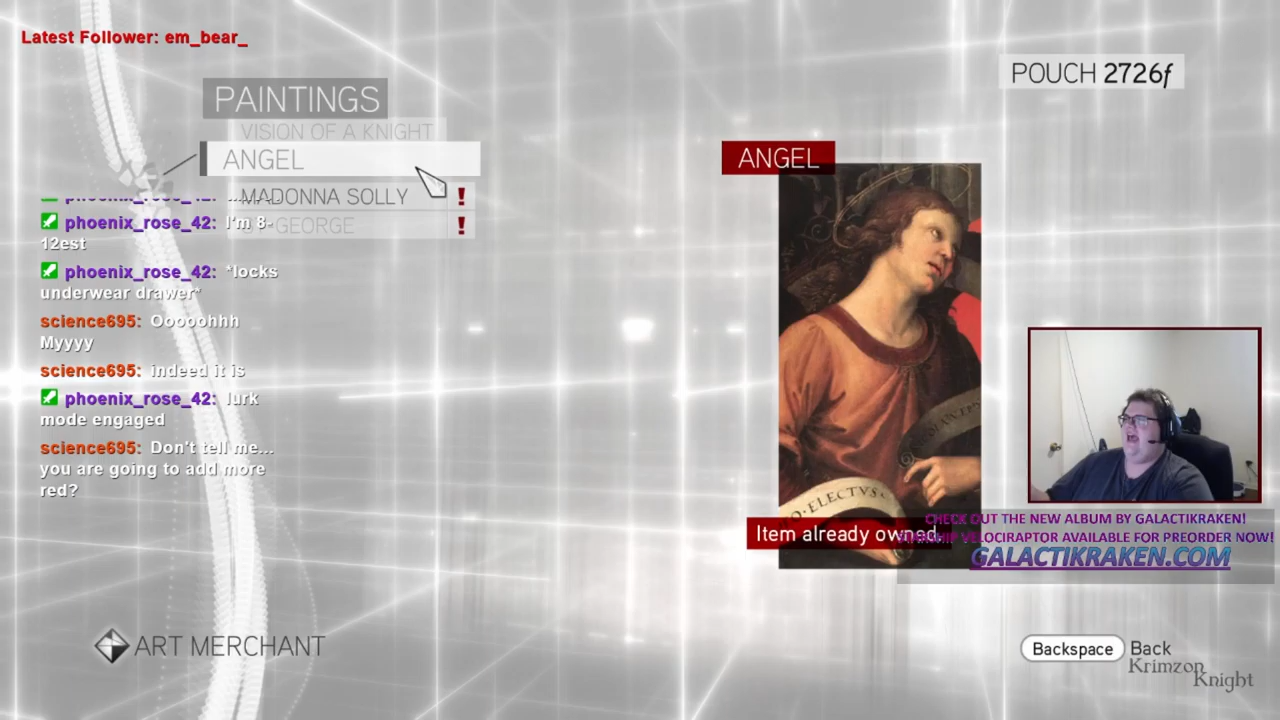 Latest Follower: em_bear_
POUCH 2726f
PAINTINGS
VISION OF A KNIGHT
ANGEL
MADONNA SOLLY !
GEORGE !
phoenix_rose_42:
phoenix_rose_42: I'm 8-
12est
phoenix_rose_42: *locks
underwear drawer*
science695: Ooooohhh
Myyyy
science695: indeed it is
phoenix_rose_42: lurk
mode engaged
science695: Don't tell me...
you are going to add more
red?
ANGEL
O·ELECTVS·
Item already owned.
CHECK OUT THE NEW ALBUM BY GALACTIKRAKEN!
VELOCIRAPTOR AVAILABLE FOR PREORDER NOW!
GALACTIKRAKEN.COM
ART MERCHANT
Backspace Back
Krimzon
Knight